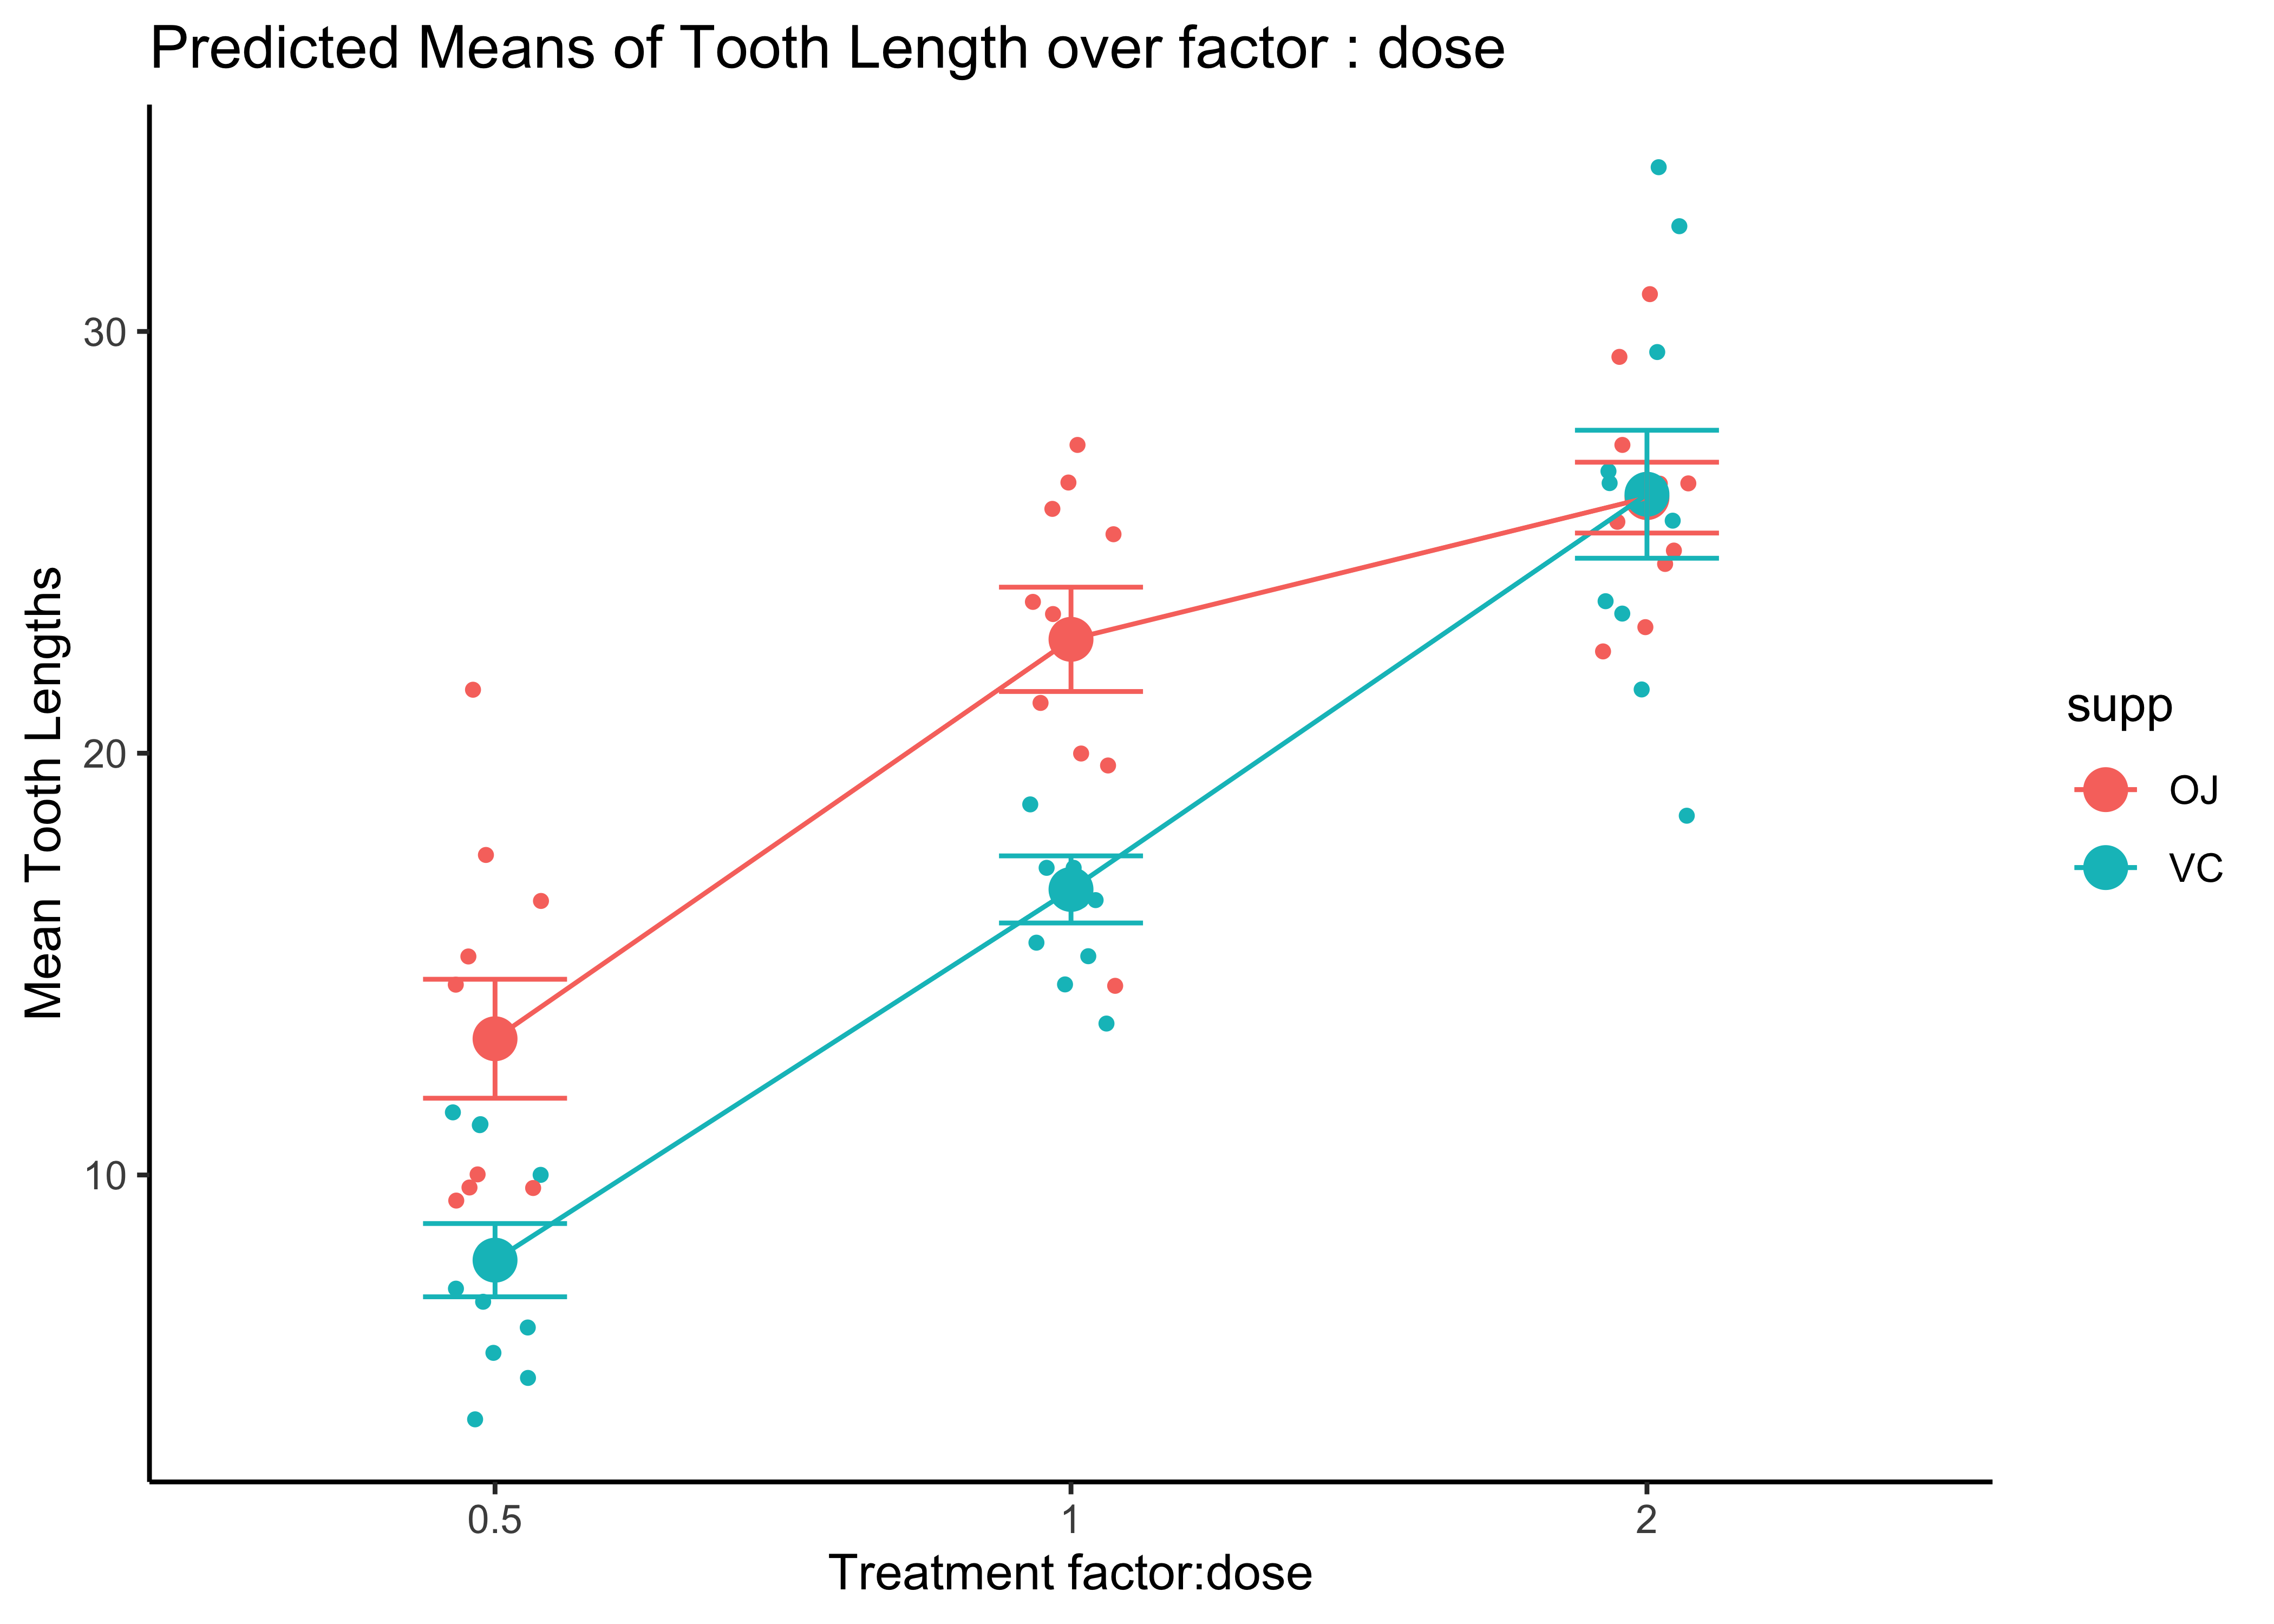 Predicted Means of Tooth Length over factor : dose
Mean Tooth Lengths
30
20
10
0.5
1
2
Treatment factor:dose
supp
OJ
VC